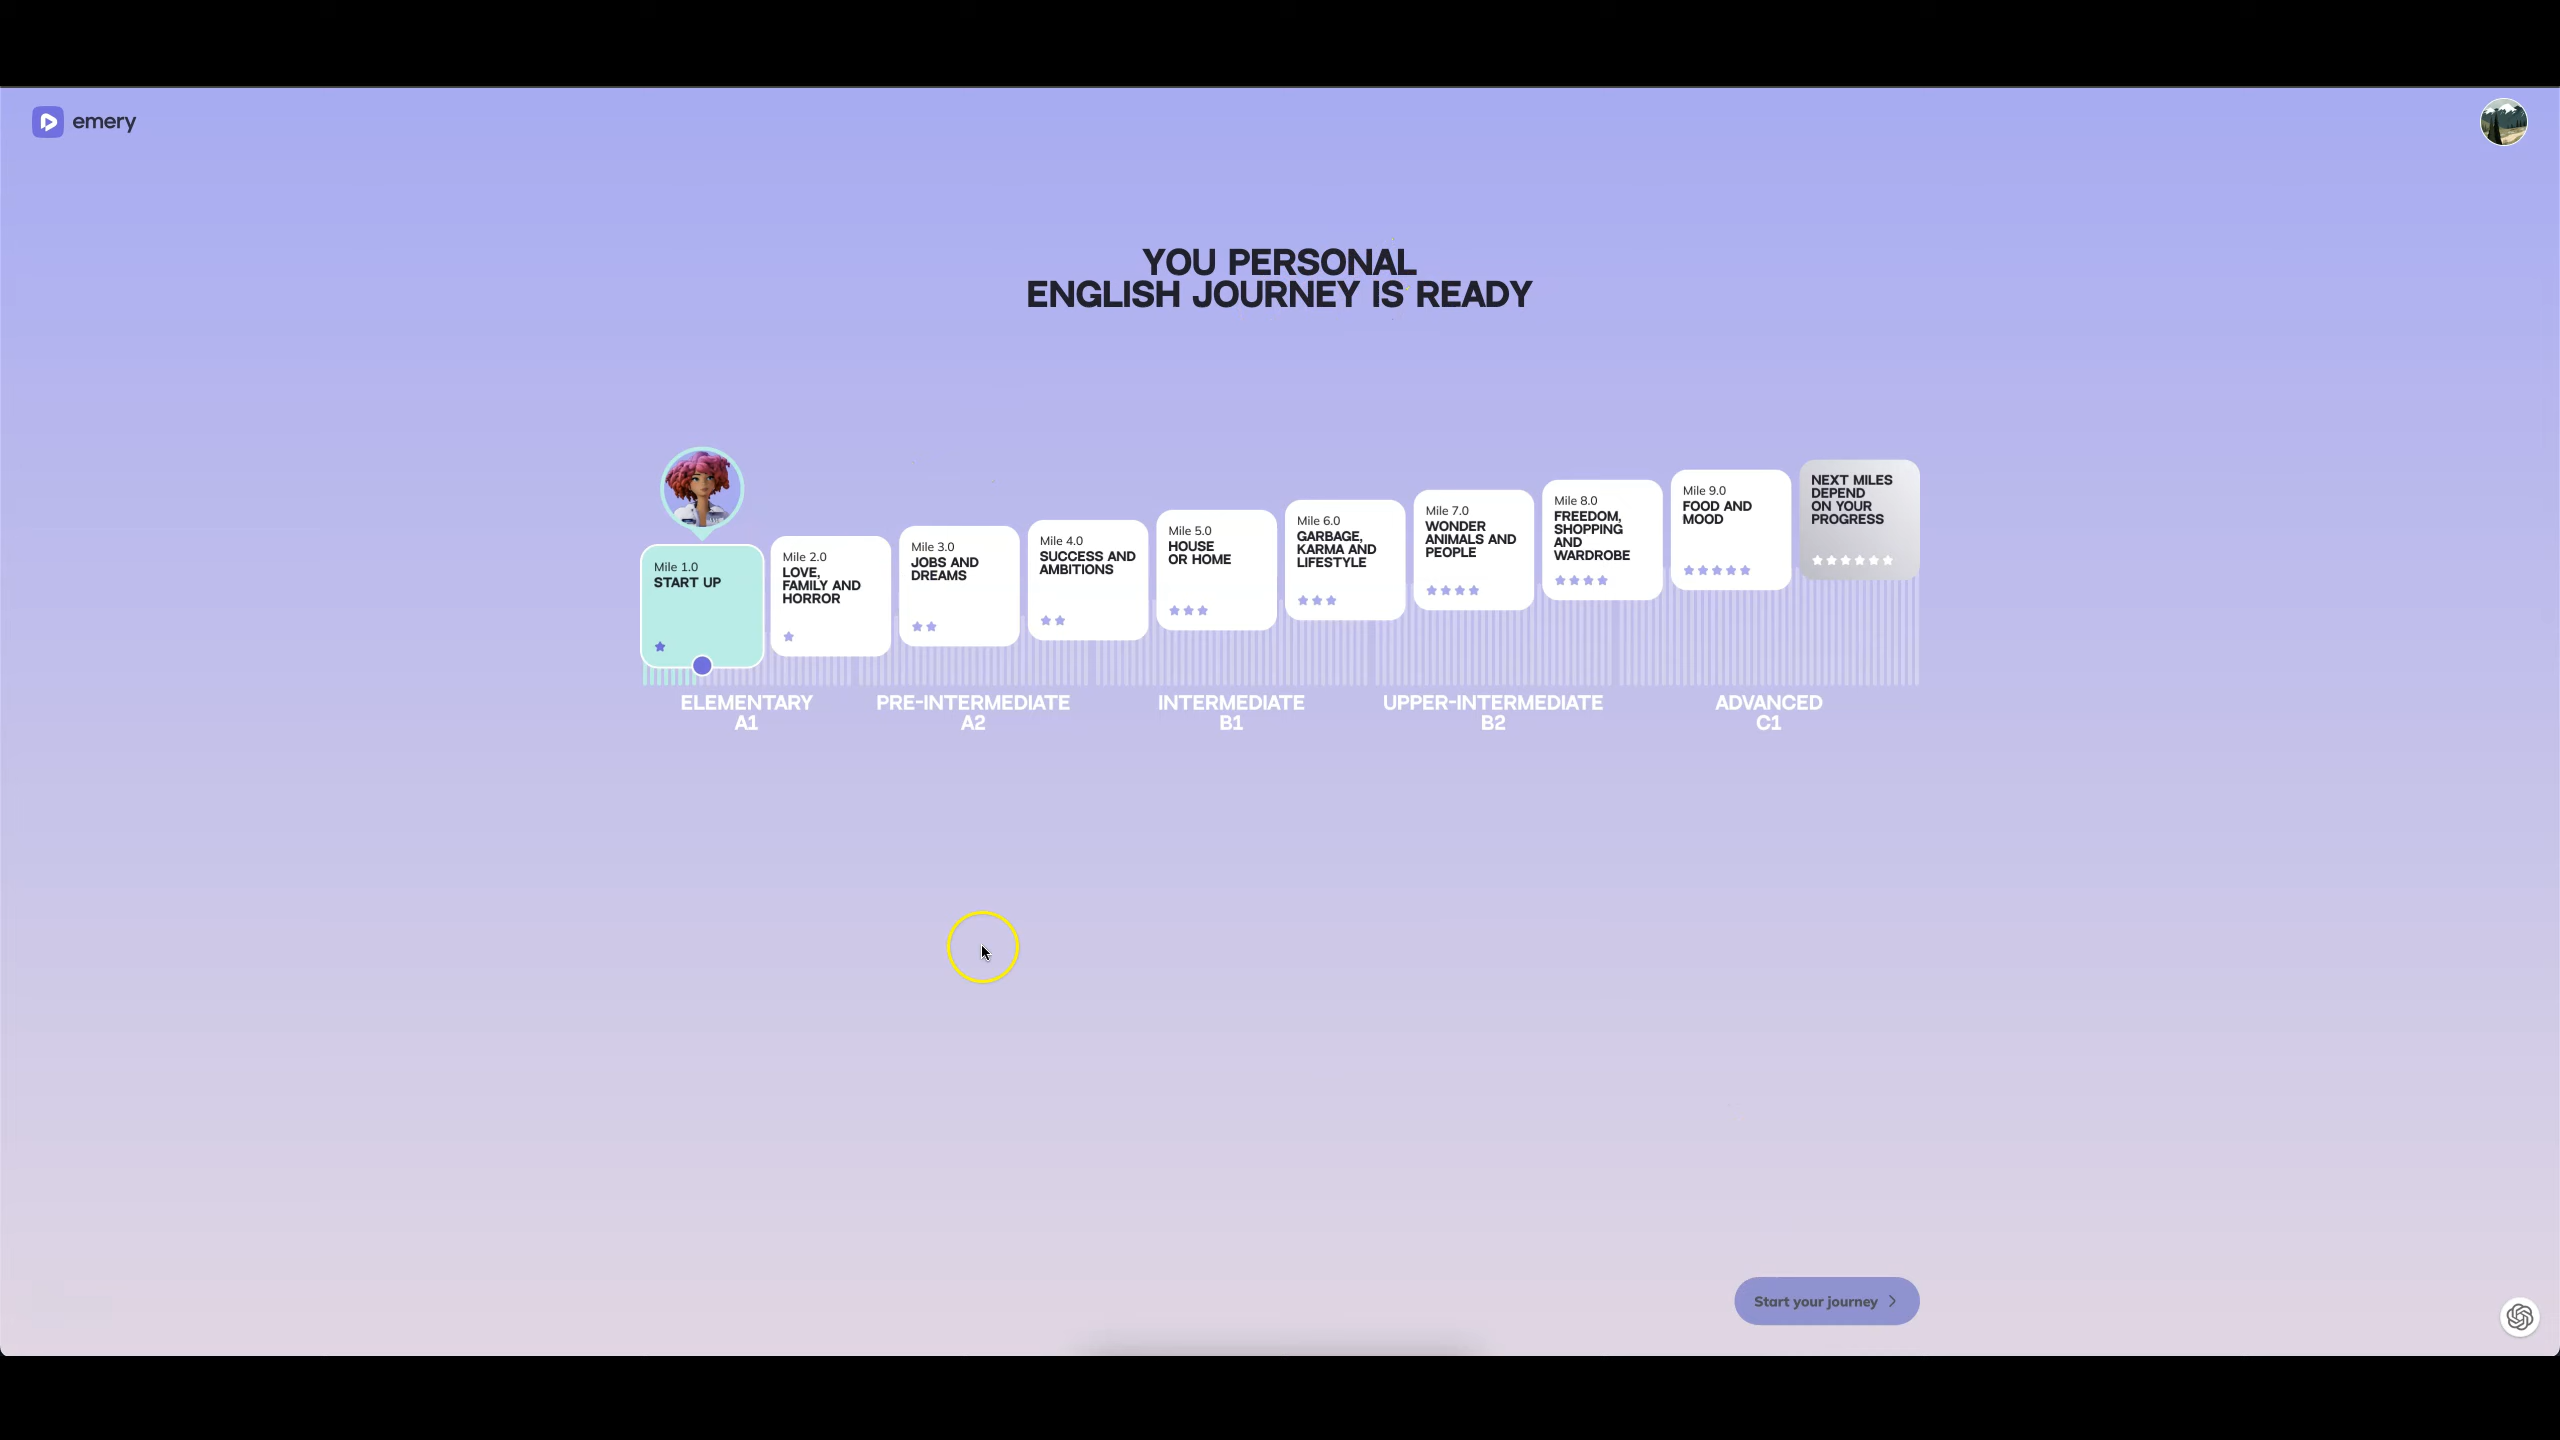 emery
YOU PERSONAL
ENGLISH JOURNEY IS READY
Mile 1.0
START UP
Mile 2.0
LOVE,
FAMILY AND
HORROR
Mile 3.0
JOBS AND
DREAMS
Mile 4.0
SUCCESS AND
AMBITIONS
Mile 5.0
HOUSE
OR HOME
Mile 6.0
GARBAGE,
KARMA AND
LIFESTYLE
Mile 7.0
WONDER
ANIMALS AND
PEOPLE
Mile 8.0
FREEDOM,
SHOPPING
AND
WARDROBE
Mile 9.0
FOOD AND
MOOD
NEXT MILES
DEPEND
ON YOUR
PROGRESS
ELEMENTARY
A1
PRE-INTERMEDIATE
A2
INTERMEDIATE
B1
UPPER-INTERMEDIATE
B2
ADVANCED
C1
Start your journey